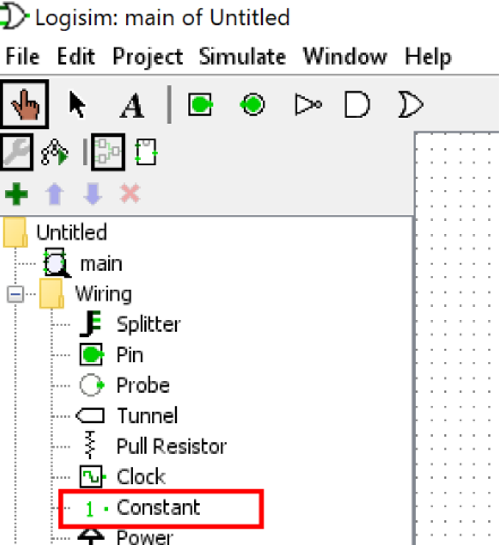 Logisim: main of Untitled
File Edit Project Simulate Window Help
A
Untitled
main
Wiring
Splitter
Pin
Probe
Tunnel
Pull Resistor
Clock
1 Constant
Power